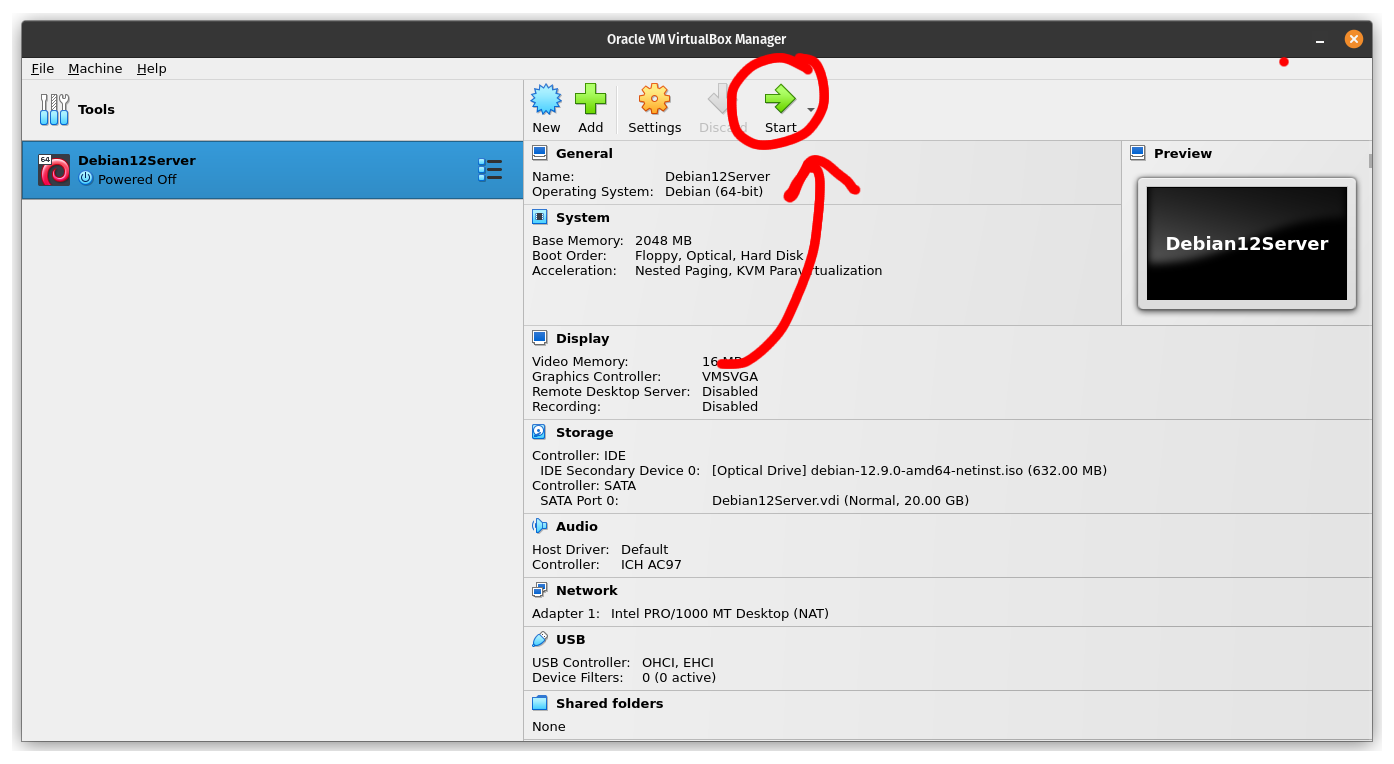 Oracle VM VirtualBox Manager
File Machine Help
Tools
New Add Settings Discard Start
64
Debian12Server
Powered Off
General
Name: Debian12Server
Operating System: Debian (64-bit)
System
Base Memory: 2048 MB
Boot Order: Floppy, Optical, Hard Disk
Acceleration: Nested Paging, KVM Paravirtualization
Preview
Debian12Server
Display
Video Memory: 16 MB
Graphics Controller: VMSVGA
Remote Desktop Server: Disabled
Recording: Disabled
Storage
Controller: IDE
IDE Secondary Device 0: [Optical Drive] debian-12.9.0-amd64-netinst.iso (632.00 MB)
Controller: SATA
SATA Port 0: Debian12Server.vdi (Normal, 20.00 GB)
Audio
Host Driver: Default
Controller: ICH AC97
Network
Adapter 1: Intel PRO/1000 MT Desktop (NAT)
USB
USB Controller: OHCI, EHCI
Device Filters: 0 (0 active)
Shared folders
None